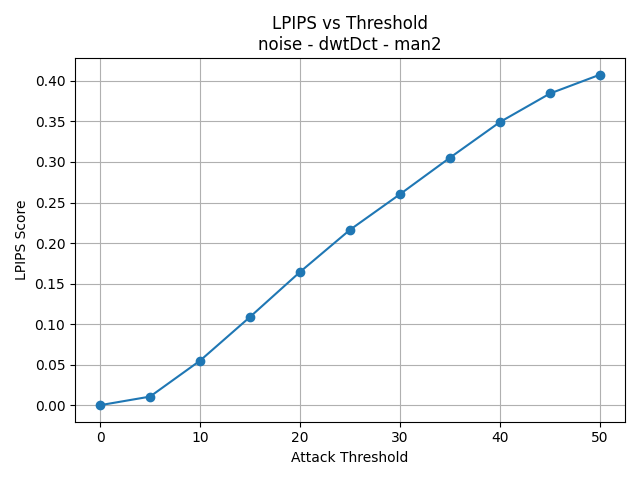 LPIPS vs Threshold
noise - dwtDct - man2
LPIPS Score
0.40
0.35
0.30
0.25
0.20
0.15
0.10
0.05
0.00
0 10 20 30 40 50
Attack Threshold